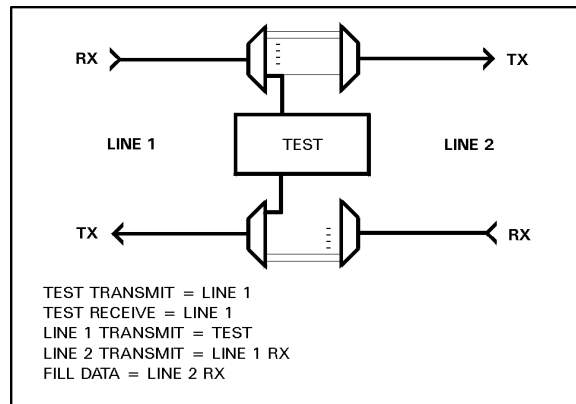 RX
TX
LINE 1
TEST
LINE 2
TX
RX
TEST TRANSMIT = LINE 1
TEST RECEIVE = LINE 1
LINE 1 TRANSMIT = TEST
LINE 2 TRANSMIT = LINE 1 RX
FILL DATA = LINE 2 RX